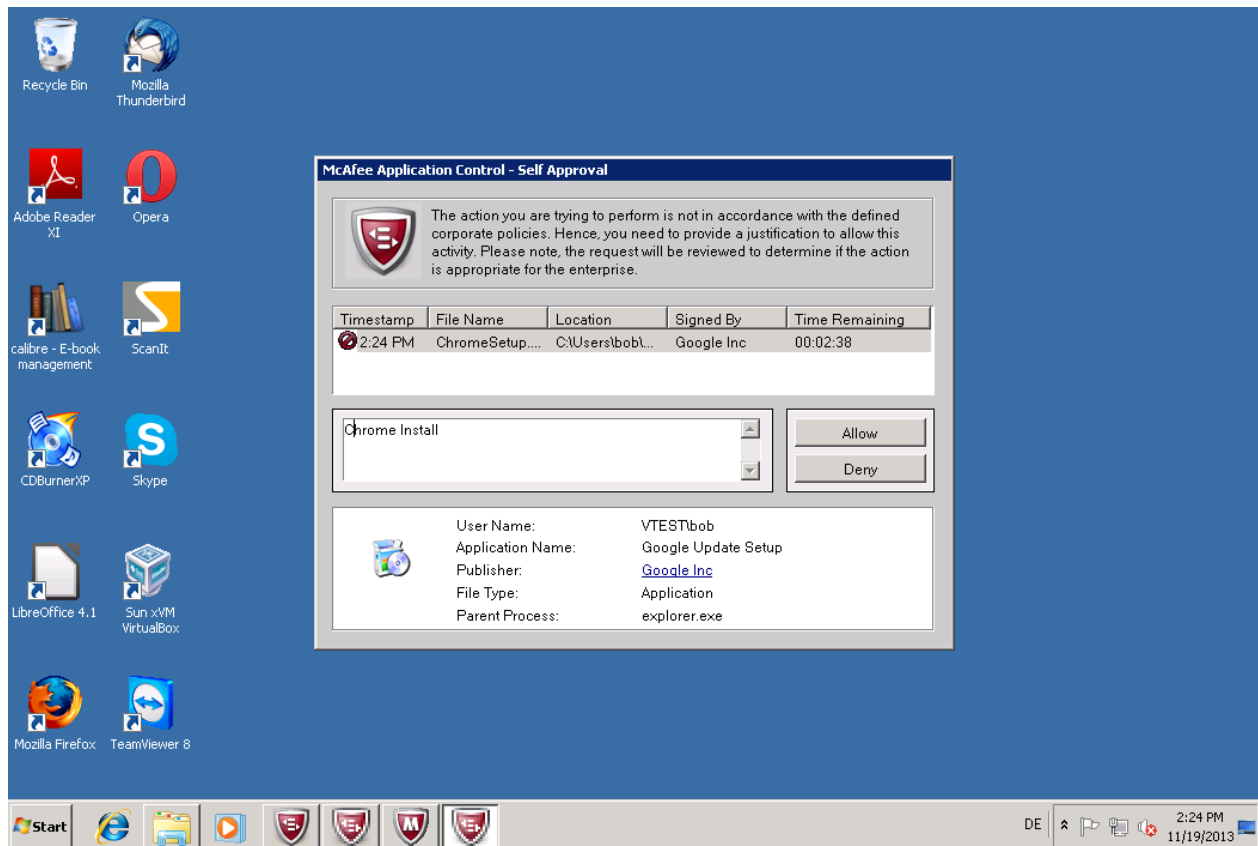 Recycle Bin
Mozilla
Thunderbird
Adobe Reader
XI
Opera
calibre - E-book
management
ScanIt
CDBurnerXP
Skype
LibreOffice 4.1
Sun xVM
VirtualBox
Mozilla Firefox
TeamViewer 8
McAfee Application Control - Self Approval
The action you are trying to perform is not in accordance with the defined
corporate policies. Hence, you need to provide a justification to allow this
activity. Please note, the request will be reviewed to determine if the action
is appropriate for the enterprise.
Timestamp File Name Location Signed By Time Remaining
2:24 PM ChromeSetup.... C:\Users\bob\... Google Inc 00:02:38
Chrome Install
Allow
Deny
User Name: VTEST\bob
Application Name: Google Update Setup
Publisher: Google Inc
File Type: Application
Parent Process: explorer.exe
Start
DE
2:24 PM
11/19/2013